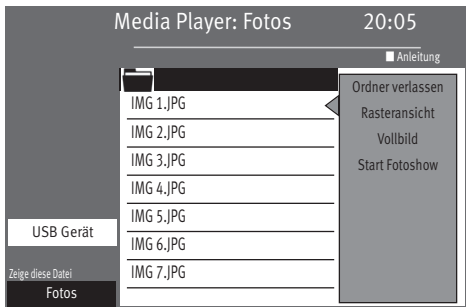 Media Player: Fotos 20:05
Anleitung
IMG 1.JPG
IMG 2.JPG
IMG 3.JPG
IMG 4.JPG
IMG 5.JPG
IMG 6.JPG
IMG 7.JPG
Ordner verlassen
Rasteransicht
Vollbild
Start Fotoshow
USB Gerät
Zeige diese Datei
Fotos